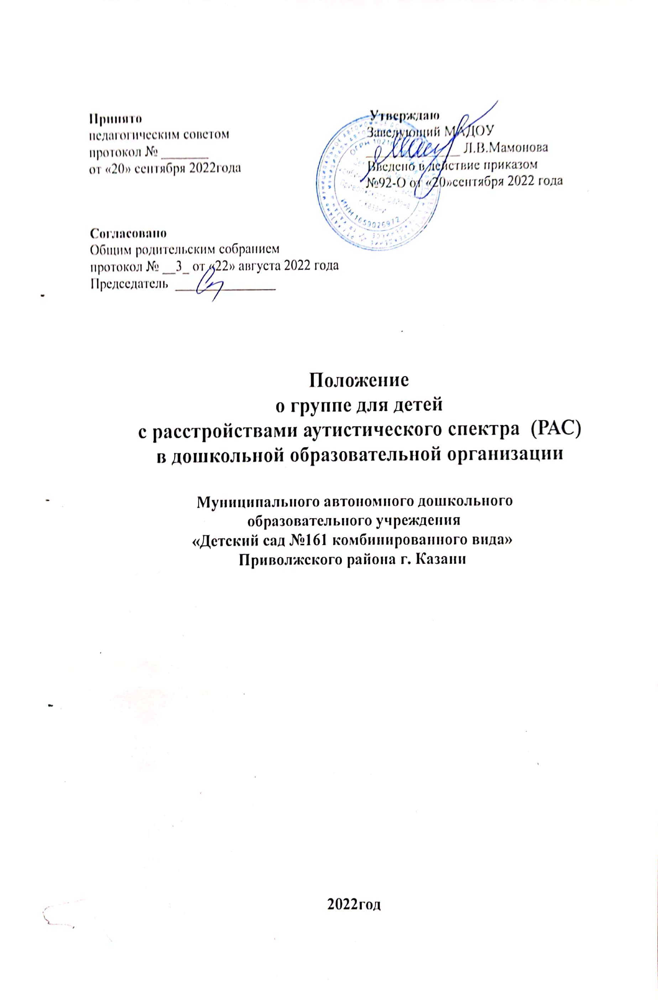 Принято
педагогическим советом
протокол № _______
от «20» сентября 2022года
Утверждаю
Заведующий МАДОУ
______________ Л.В.Мамонова
Введено в действие приказом
№92-О от «20»сентября 2022 года
ОГРН 1021
Приволжского района
г.Казани
ИНН 1659026972
Согласовано
Общим родительским собранием
протокол № __3_ от «22» августа 2022 года
Председатель _______________
Положение
о группе для детей
с расстройствами аутистического спектра (РАС)
в дошкольной образовательной организации
Муниципального автономного дошкольного
образовательного учреждения
«Детский сад №161 комбинированного вида»
Приволжского района г. Казани
2022год